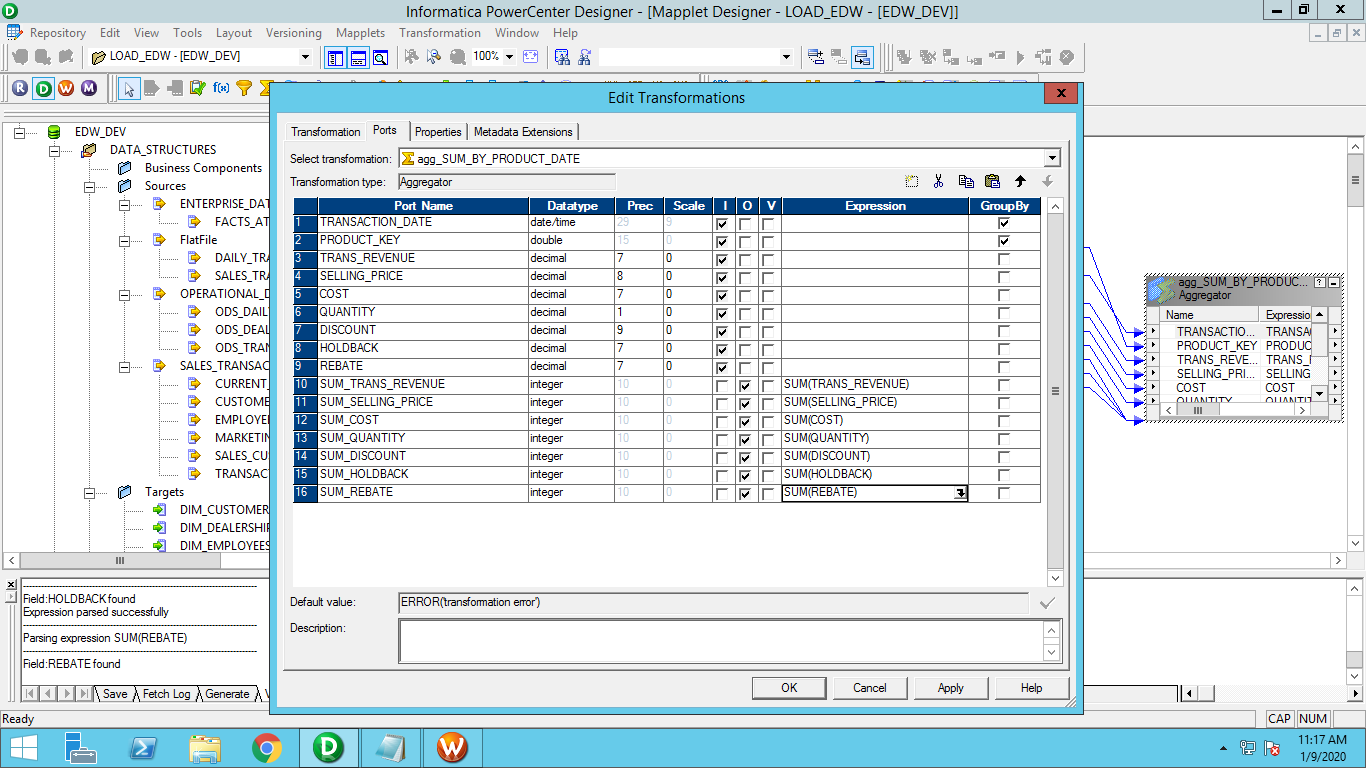 Informatica PowerCenter Designer - [Mapplet Designer - LOAD_EDW - [EDW_DEV]]
Repository Edit View Tools Layout Versioning Mapplets Transformation Window Help
LOAD_EDW - [EDW_DEV] 100%
R D W M f(x)
Edit Transformations
Transformation Ports Properties Metadata Extensions
Select transformation: agg_SUM_BY_PRODUCT_DATE
Transformation type: Aggregator
Port Name Datatype Prec Scale I O V Expression GroupBy
1 TRANSACTION_DATE date/time 29 9
2 PRODUCT_KEY double 15 0
3 TRANS_REVENUE decimal 7 0
4 SELLING_PRICE decimal 8 0
5 COST decimal 7 0
6 QUANTITY decimal 1 0
7 DISCOUNT decimal 9 0
8 HOLDBACK decimal 7 0
9 REBATE decimal 7 0
10 SUM_TRANS_REVENUE integer 10 0 SUM(TRANS_REVENUE)
11 SUM_SELLING_PRICE integer 10 0 SUM(SELLING_PRICE)
12 SUM_COST integer 10 0 SUM(COST)
13 SUM_QUANTITY integer 10 0 SUM(QUANTITY)
14 SUM_DISCOUNT integer 10 0 SUM(DISCOUNT)
15 SUM_HOLDBACK integer 10 0 SUM(HOLDBACK)
16 SUM_REBATE integer 10 0 SUM(REBATE)
Default value: ERROR('transformation error')
Description:
OK Cancel Apply Help
EDW_DEV
DATA_STRUCTURES
Business Components
Sources
ENTERPRISE_DAT
FACTS_AT
FlatFile
DAILY_TRA
SALES_TRA
OPERATIONAL_D
ODS_DAIL
ODS_DEAL
ODS_TRAN
SALES_TRANSAC
CURRENT_
CUSTOME
EMPLOYE
MARKETIN
SALES_CUS
TRANSACT
Targets
DIM_CUSTOMER
DIM_DEALERSHI
DIM_EMPLOYEES
agg_SUM_BY_PRODUC...
Aggregator
Name Expressio
TRANSACTIO... TRANSA
PRODUCT_KEY PRODUC
TRANS_REVE... TRANS_
SELLING_PRI... SELLING
COST COST
QUANTITY QUANTIT
Field:HOLDBACK found
Expression parsed successfully
Parsing expression SUM(REBATE)
Field:REBATE found
Save Fetch Log Generate
Ready CAP NUM
D W
11:17 AM
1/9/2020